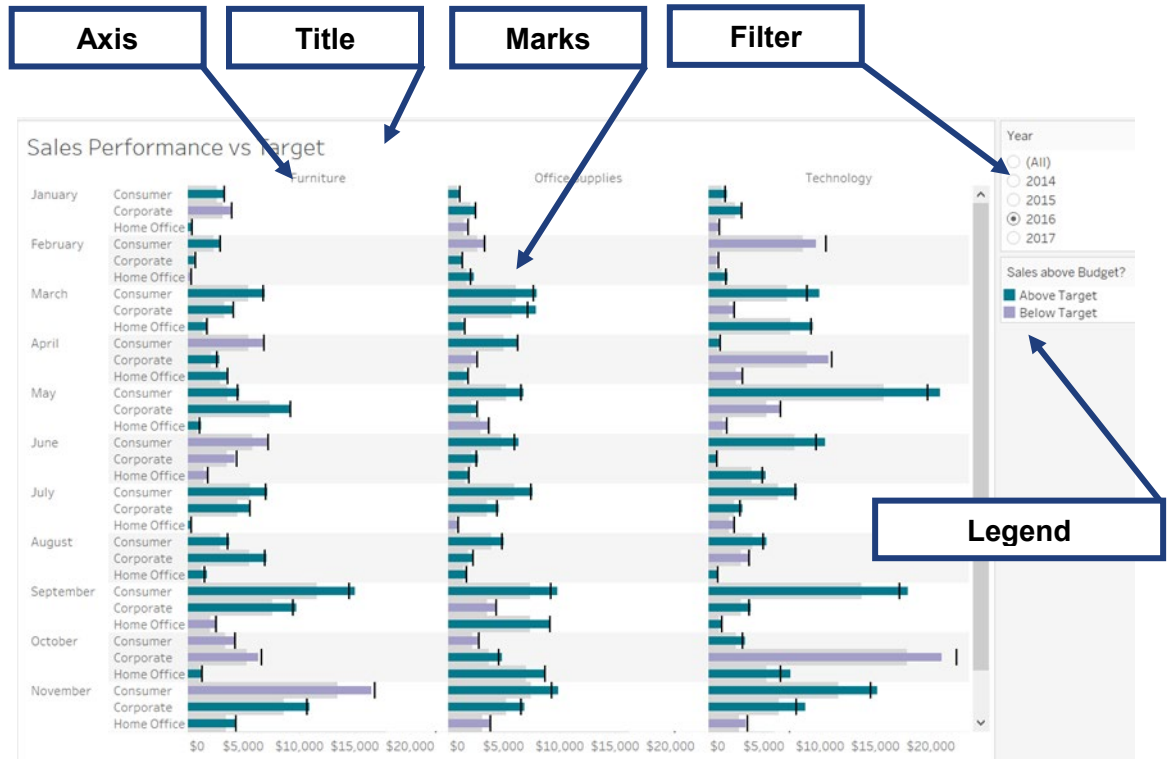 Axis Title Marks Filter
Sales Performance vs Target
Furniture Office Supplies Technology
January Consumer
Corporate
Home Office
February Consumer
Corporate
Home Office
March Consumer
Corporate
Home Office
April Consumer
Corporate
Home Office
May Consumer
Corporate
Home Office
June Consumer
Corporate
Home Office
July Consumer
Corporate
Home Office
August Consumer
Corporate
Home Office
September Consumer
Corporate
Home Office
October Consumer
Corporate
Home Office
November Consumer
Corporate
Home Office
$0 $5,000 $10,000 $15,000 $20,000 $0 $5,000 $10,000 $15,000 $20,000 $0 $5,000 $10,000 $15,000 $20,000
Year
(All)
2014
2015
2016
2017
Sales above Budget?
Above Target
Below Target
Legend